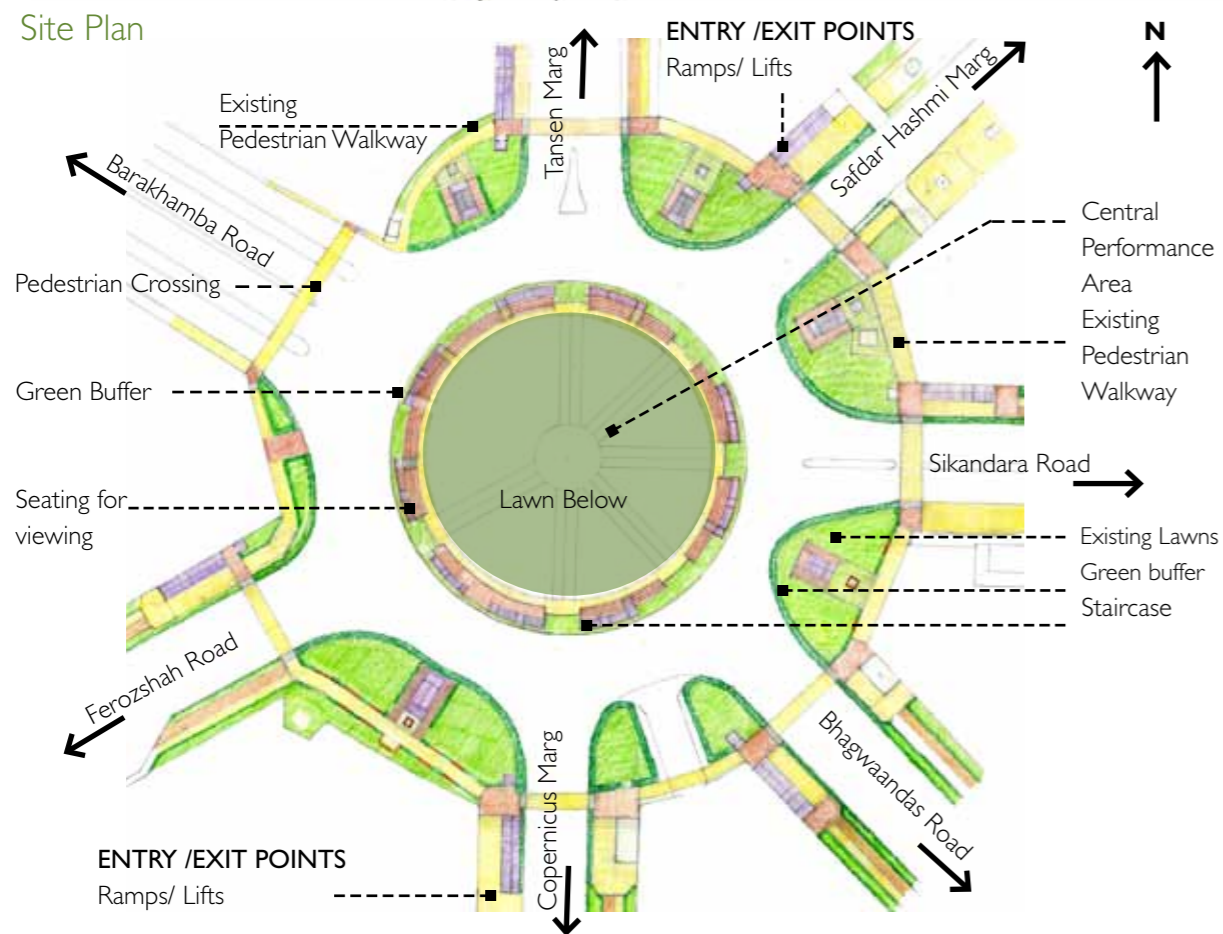 Site Plan
ENTRY /EXIT POINTS
Ramps/ Lifts
N
Existing
Pedestrian Walkway
Tansen Marg
Safdar Hashmi Marg
Barakhamba Road
Central
Performance
Area
Existing
Pedestrian
Walkway
Pedestrian Crossing
Green Buffer
Sikandara Road
Seating for
viewing
Lawn Below
Existing Lawns
Green buffer
Staircase
Ferozshah Road
Copernicus Marg
Bhagwaandas Road
ENTRY /EXIT POINTS
Ramps/ Lifts